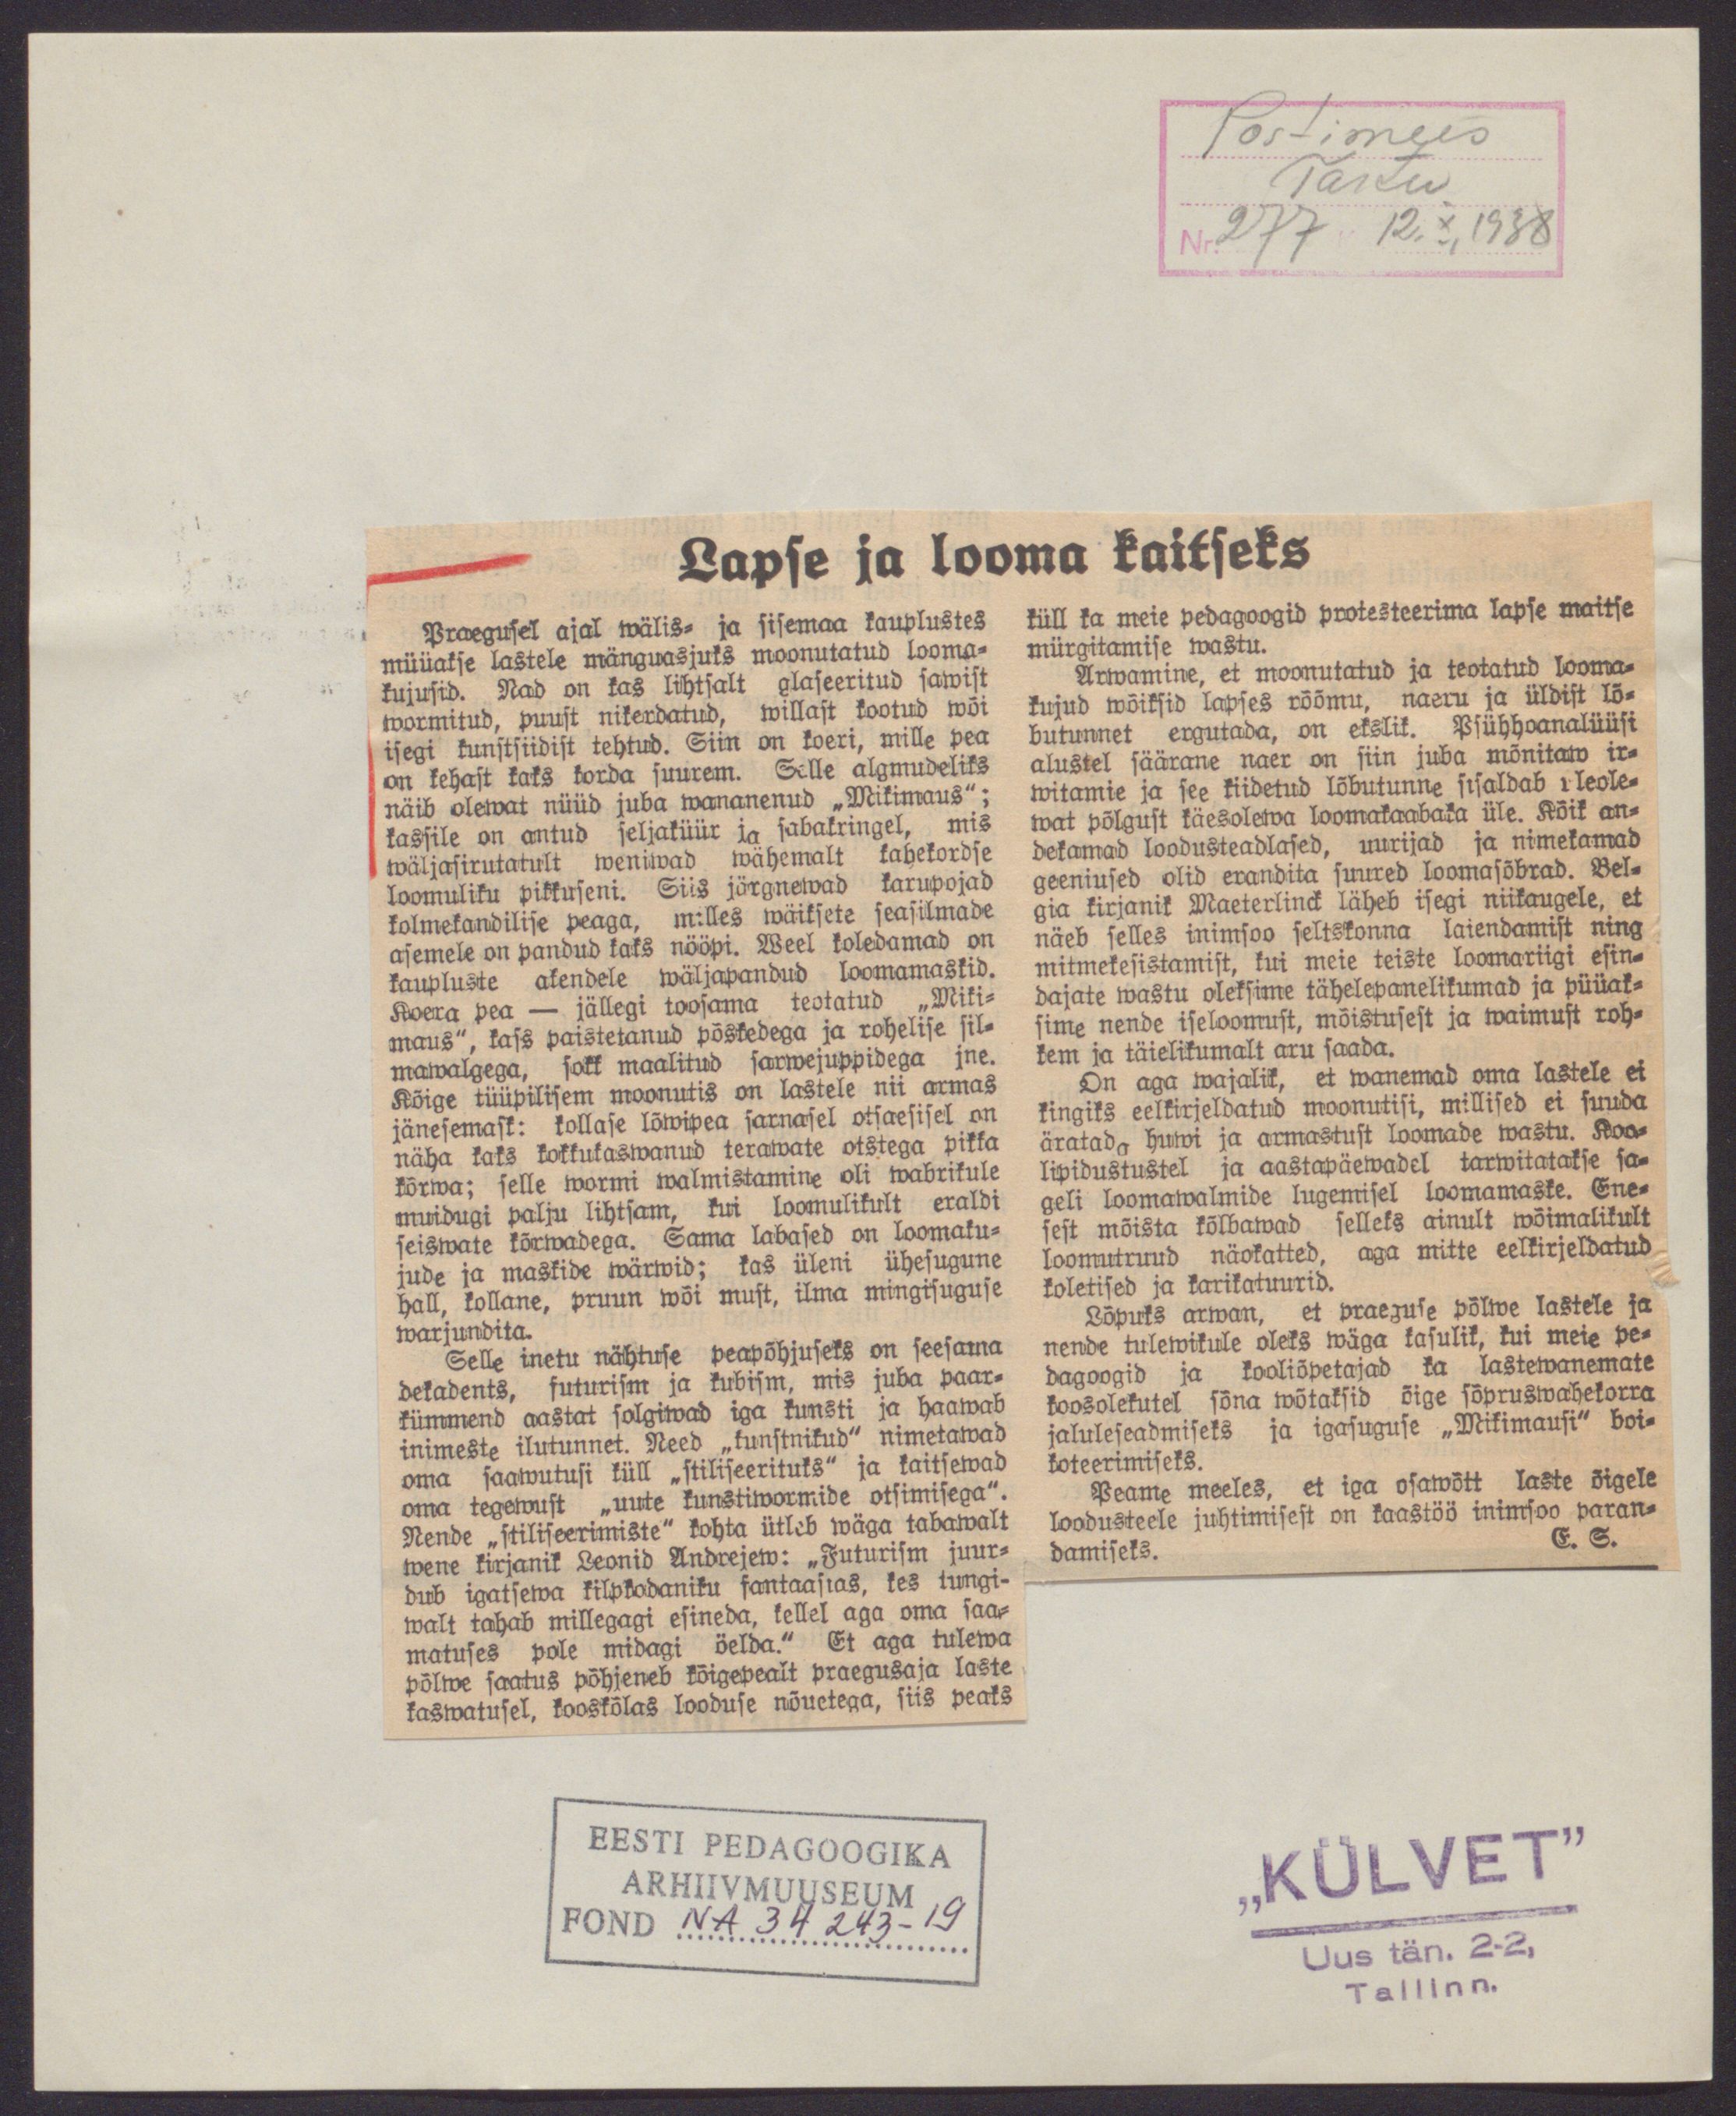 Postimees
Tartu
Nr. 277 12. X, 1938
Lapse ja looma kaitseks
Praegusel ajal wälis- ja sisemaa kauplustes
müüakse lastele mänguasjuks moonutatud looma-
kujusid. Nad on kas lihtsalt glaseeritud sawist
wormitud, puust nikerdatud, willast kootud wõi
isegi kunstsiidist tehtud. Siin on koeri, mille pea
on kehast kaks korda suurem. Selle algmudeliks
näib olewat nüüd juba wananenud „Mikimaus“;
kassile on antud seljaküür ja sabakringel, mis
wäljasirutatult weniwad wähemalt kahekordse
loomuliku pikkuseni. Siis järgnewad karupojad
kolmekandilise peaga, milles wäiksete seasilmade
asemele on pandud kaks nööpi. Weel koledamad on
kaupluste akendele wäljapandud loomamaskid.
Koera pea — jällegi toosama teotatud „Miki-
maus“, kass paistetanud põskedega ja rohelise sil-
mawalgega, sokk maalitud sarwejuppidega jne.
Kõige tüüpilisem moonutis on lastele nii armas
jänesemask: kollase lõwipea sarnasel otsaesisel on
näha kaks kokkukaswanud terawate otstega pikka
kõrwa; selle wormi walmistamine oli wabrikule
muidugi palju lihtsam, kui loomulikult eraldi
seiswate kõrwadega. Sama labased on loomaku-
jude ja maskide wärwid; kas üleni ühesugune
hall, kollane, pruun wõi must, ilma mingisuguse
warjundita.
Selle inetu nähtuse peapõhjuseks on seesama
dekadents, futurism ja kubism, mis juba paar-
kümmend aastat solgiwad iga kunsti ja haawab
inimeste ilutunnet. Need „kunstnikud“ nimetawad
oma saawutusi küll „stiliseerituks“ ja kaitsewad
oma tegewust „uute kunstiwormide otsimisega“.
Nende „stiliseerimiste“ kohta ütleb wäga tabawalt
wene kirjanik Leonid Andrejew: „Futurism juur-
dub igatsewa kilpkodaniku fantaasias, kes tungi-
walt tahab millegagi esineda, kellel aga oma saa-
matuses pole midagi öelda.“ Et aga tulewa
põlwe saatus põhjeneb kõigepealt praegusaja laste
kaswatusel, kooskõlas looduse nõuetega, siis peaks
küll ka meie pedagoogid protesteerima lapse maitse
mürgitamise wastu.
Arwamine, et moonutatud ja teotatud looma-
kujud wõiksid lapses rõõmu, naeru ja üldist lõ-
butunnet ergutada, on ekslik. Psühhoanalüüsi
alustel säärane naer on siin juba mõnitaw ir-
witamie ja see kiidetud lõbutunne sisaldab eleole-
wat põlgust käesolewa loomakaabaka üle. Kõik an-
dekamad loodusteadlased, uurijad ja nimekamad
geeniused olid erandita suured loomasõbrad. Bel-
gia kirjanik Maeterlinck läheb isegi niikaugele, et
näeb selles inimsoo seltskonna laiendamist ning
mitmekesistamist, kui meie teiste loomariigi esin-
dajate wastu oleksime tähelepanelikumad ja püüak-
sime nende iseloomust, mõistusest ja waimust roh-
kem ja täielikumalt aru saada.
On aga wajalik, et wanemad oma lastele ei
kingiks eelkirjeldatud moonutisi, millised ei suuda
äratada huwi ja armastust loomade wastu. Koo-
lipidustustel ja aastapäewadel tarwitatakse sa-
geli loomawalmide lugemisel loomamaske. Ene-
sest mõista kõlbawad selleks ainult wõimalikult
loomutruud näokatted, aga mitte eelkirjeldatud
koletised ja karikatuurid.
Lõpuks arwan, et praeguse põlwe lastele ja
nende tulewikule oleks wäga kasulik, kui meie pe-
dagoogid ja kooliõpetajad ka lastewanemate
koosolekutel sõna wõtaksid õige sõpruswahekorra
jaluleseadmiseks ja igasuguse „Mikimausi“ boi-
koteerimiseks.
Peame meeles, et iga osawõtt laste õigele
loodusteele juhtimisest on kaastöö inimsoo paran-
damiseks. E. S.
EESTI PEDAGOOGIKA
ARHIIVMUUSEUM
FOND NA 34 243-19
„KÜLVET”
Uus tän. 2-2,
Tallinn.